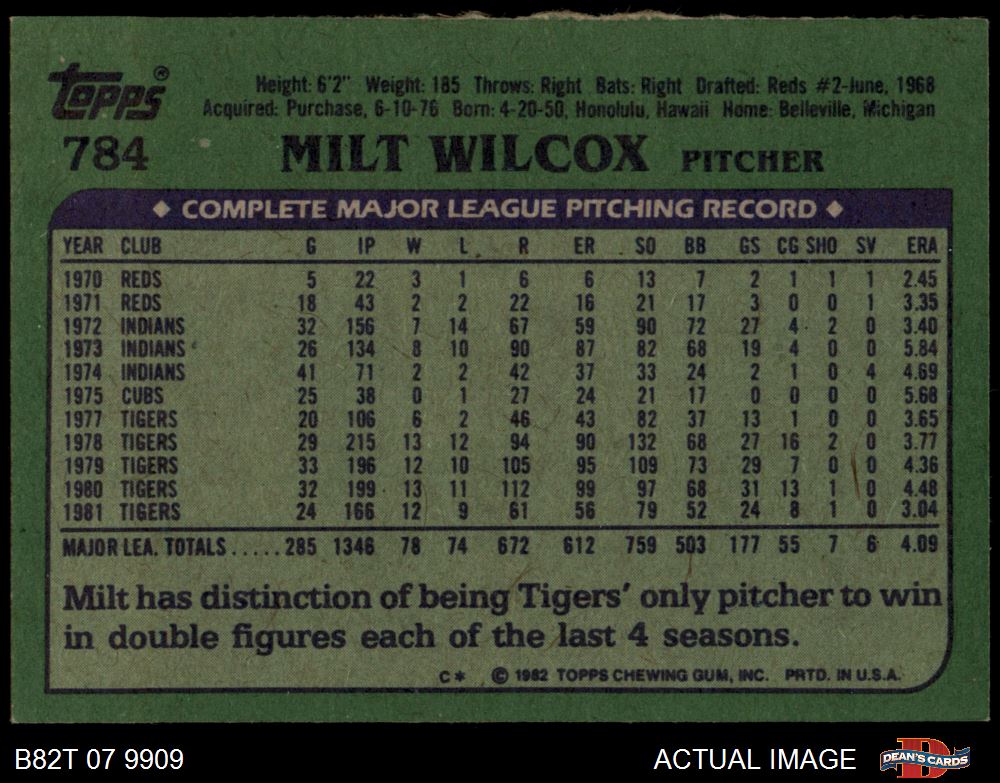 Topps®
Height: 6'2" Weight: 185 Throws: Right Bats: Right Drafted: Reds #2-June, 1968
Acquired: Purchase, 6-10-76 Born: 4-20-50, Honolulu, Hawaii Home: Belleville, Michigan
784 MILT WILCOX PITCHER
◆ COMPLETE MAJOR LEAGUE PITCHING RECORD ◆
YEAR CLUB G IP W L R ER SO BB GS CG SHO SV ERA
1970 REDS 5 22 3 1 6 6 13 7 2 1 1 1 2.45
1971 REDS 18 43 2 2 22 16 21 17 3 0 0 1 3.35
1972 INDIANS 32 156 7 14 67 59 90 72 27 4 2 0 3.40
1973 INDIANS 26 134 8 10 90 87 82 68 19 4 0 0 5.84
1974 INDIANS 41 71 2 2 42 37 33 24 2 1 0 4 4.69
1975 CUBS 25 38 0 1 27 24 21 17 0 0 0 0 5.68
1977 TIGERS 20 106 6 2 46 43 82 37 13 1 0 0 3.65
1978 TIGERS 29 215 13 12 94 90 132 68 27 16 2 0 3.77
1979 TIGERS 33 196 12 10 105 95 109 73 29 7 0 0 4.36
1980 TIGERS 32 199 13 11 112 99 97 68 31 13 1 0 4.48
1981 TIGERS 24 166 12 9 61 56 79 52 24 8 1 0 3.04
MAJOR LEA. TOTALS.....285 1346 78 74 672 612 759 503 177 55 7 6 4.09
Milt has distinction of being Tigers' only pitcher to win
in double figures each of the last 4 seasons.
C* © 1982 TOPPS CHEWING GUM, INC. PRTD. IN U.S.A.
B82T 07 9909 ACTUAL IMAGE DEAN'S CARDS